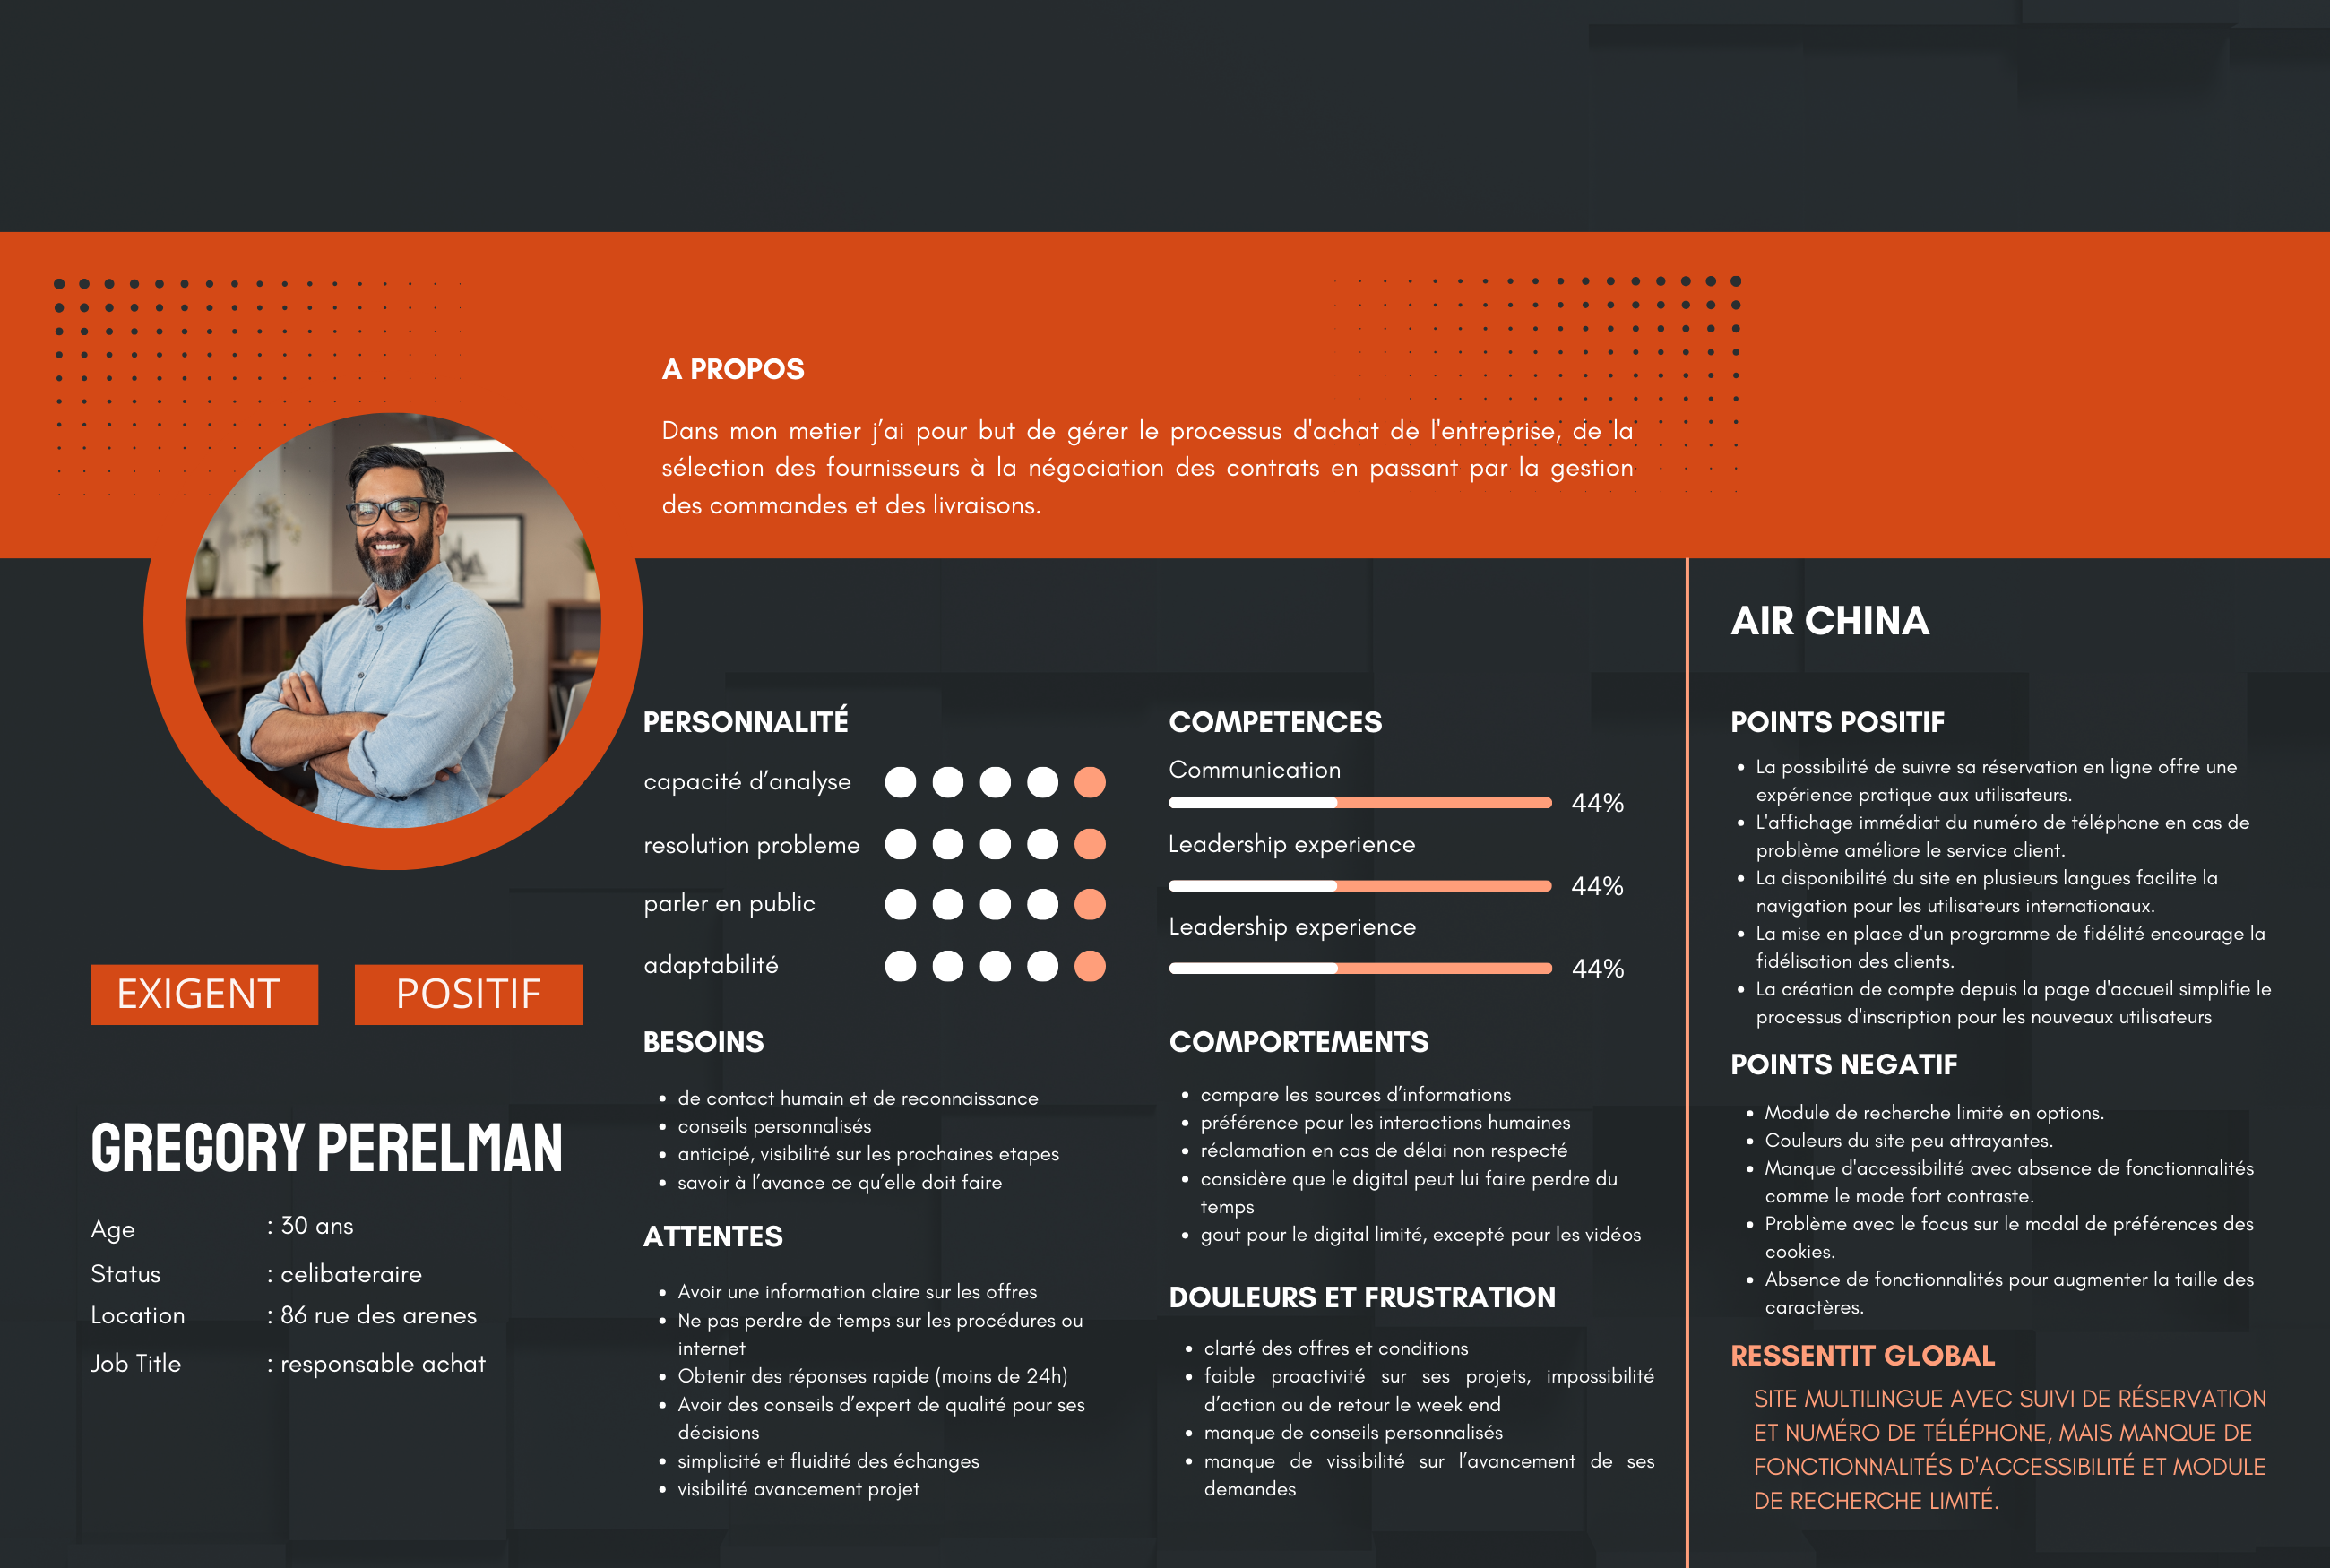 A PROPOS
Dans mon metier j’ai pour but de gérer le processus d'achat de l'entreprise, de la
sélection des fournisseurs à la négociation des contrats en passant par la gestion
des commandes et des livraisons.
EXIGENT
POSITIF
GREGORY PERELMAN
Age : 30 ans
Status : celibateraire
Location : 86 rue des arenes
Job Title : responsable achat
PERSONNALITÉ
capacité d’analyse
resolution probleme
parler en public
adaptabilité
BESOINS
• de contact humain et de reconnaissance
• conseils personnalisés
• anticipé, visibilité sur les prochaines etapes
• savoir à l’avance ce qu’elle doit faire
ATTENTES
• Avoir une information claire sur les offres
• Ne pas perdre de temps sur les procédures ou
internet
• Obtenir des réponses rapide (moins de 24h)
• Avoir des conseils d’expert de qualité pour ses
décisions
• simplicité et fluidité des échanges
• visibilité avancement projet
COMPETENCES
Communication
44%
Leadership experience
44%
Leadership experience
44%
COMPORTEMENTS
• compare les sources d’informations
• préférence pour les interactions humaines
• réclamation en cas de délai non respecté
• considère que le digital peut lui faire perdre du
temps
• gout pour le digital limité, excepté pour les vidéos
DOULEURS ET FRUSTRATION
• clarté des offres et conditions
• faible proactivité sur ses projets, impossibilité
d’action ou de retour le week end
• manque de conseils personnalisés
• manque de vissibilité sur l’avancement de ses
demandes
AIR CHINA
POINTS POSITIF
• La possibilité de suivre sa réservation en ligne offre une
expérience pratique aux utilisateurs.
• L'affichage immédiat du numéro de téléphone en cas de
problème améliore le service client.
• La disponibilité du site en plusieurs langues facilite la
navigation pour les utilisateurs internationaux.
• La mise en place d'un programme de fidélité encourage la
fidélisation des clients.
• La création de compte depuis la page d'accueil simplifie le
processus d'inscription pour les nouveaux utilisateurs
POINTS NEGATIF
• Module de recherche limité en options.
• Couleurs du site peu attrayantes.
• Manque d'accessibilité avec absence de fonctionnalités
comme le mode fort contraste.
• Problème avec le focus sur le modal de préférences des
cookies.
• Absence de fonctionnalités pour augmenter la taille des
caractères.
RESSENTIT GLOBAL
SITE MULTILINGUE AVEC SUIVI DE RÉSERVATION
ET NUMÉRO DE TÉLÉPHONE, MAIS MANQUE DE
FONCTIONNALITÉS D'ACCESSIBILITÉ ET MODULE
DE RECHERCHE LIMITÉ.